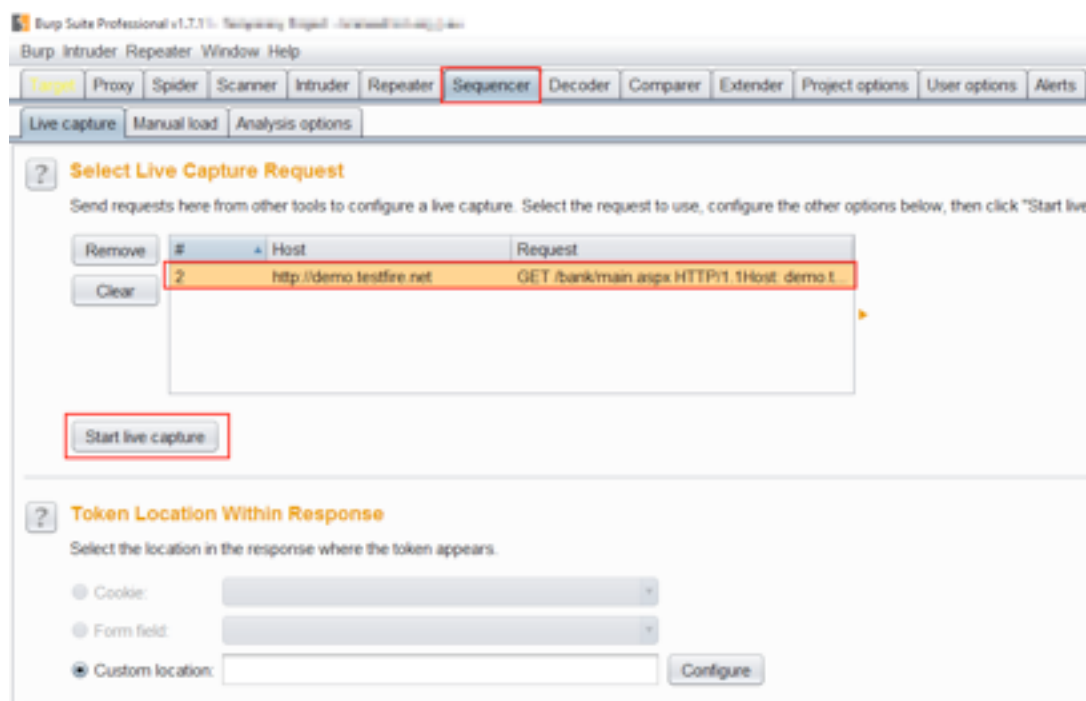 Burp Suite Professional v1.7.11
Burp Intruder Repeater Window Help
Target Proxy Spider Scanner Intruder Repeater Sequencer Decoder Comparer Extender Project options User options Alerts
Live capture Manual load Analysis options
? Select Live Capture Request
Send requests here from other tools to configure a live capture. Select the request to use, configure the other options below, then click "Start live
Remove # Host Request
2 http://demo.testfire.net GET /bank/main.aspx HTTP/1.1Host: demo.t...
Clear
Start live capture
? Token Location Within Response
Select the location in the response where the token appears.
Cookie:
Form field:
Custom location: Configure